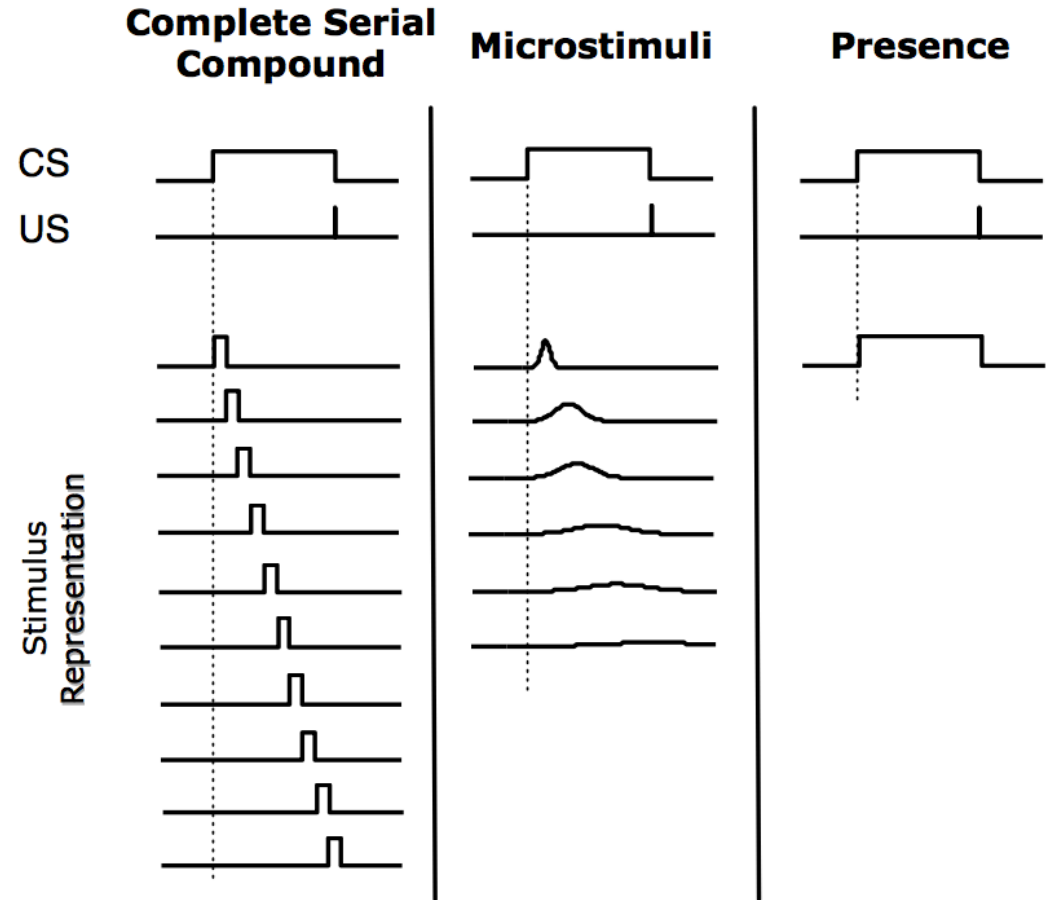 Complete Serial
Compound
Microstimuli
Presence
CS
US
Stimulus
Representation